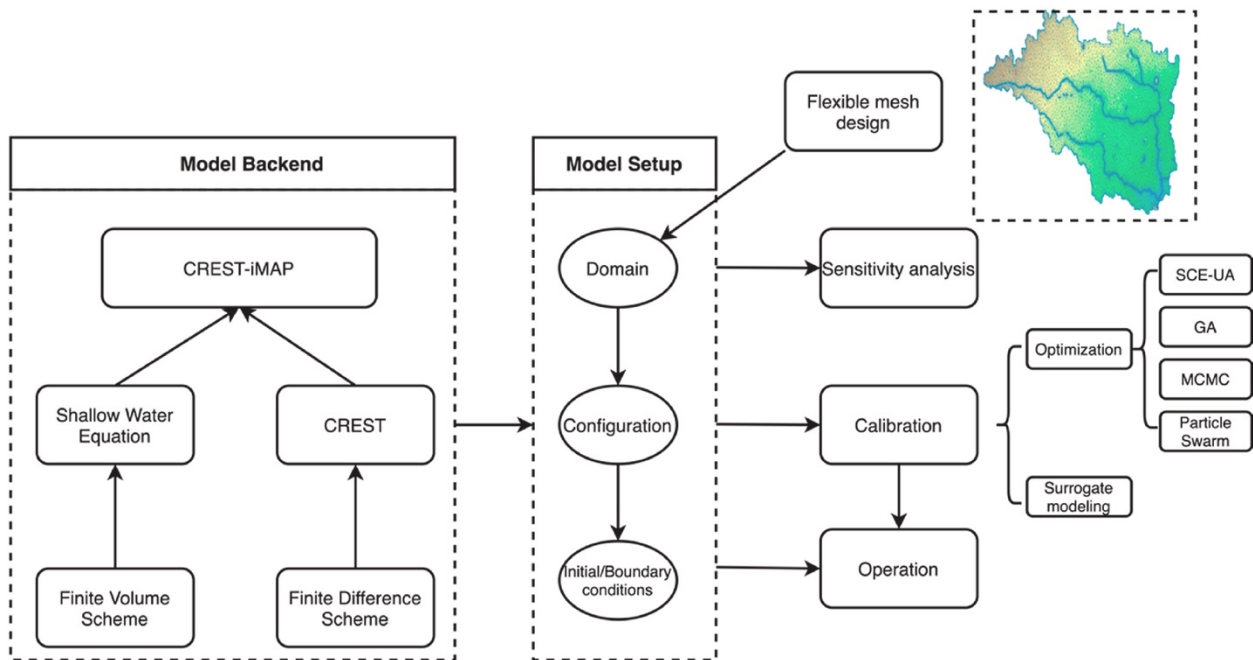 Model Backend
CREST-iMAP
Shallow Water
Equation
CREST
Finite Volume
Scheme
Finite Difference
Scheme
Model Setup
Flexible mesh
design
Domain
Configuration
Initial/Boundary
conditions
Sensitivity analysis
Calibration
Operation
Optimization
Surrogate
modeling
SCE-UA
GA
MCMC
Particle
Swarm